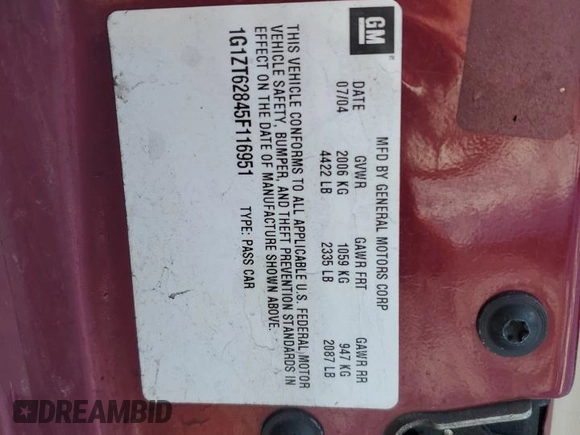 GM
MFD BY GENERAL MOTORS CORP
DATE GVWR GAWR FRT GAWR RR
07/04 2006 KG 1059 KG 947 KG
4422 LB 2335 LB 2087 LB
THIS VEHICLE CONFORMS TO ALL APPLICABLE U.S. FEDERAL MOTOR
VEHICLE SAFETY, BUMPER, AND THEFT PREVENTION STANDARDS IN
EFFECT ON THE DATE OF MANUFACTURE SHOWN ABOVE.
1G1ZT62845F116951 TYPE: PASS CAR
DREAMBID